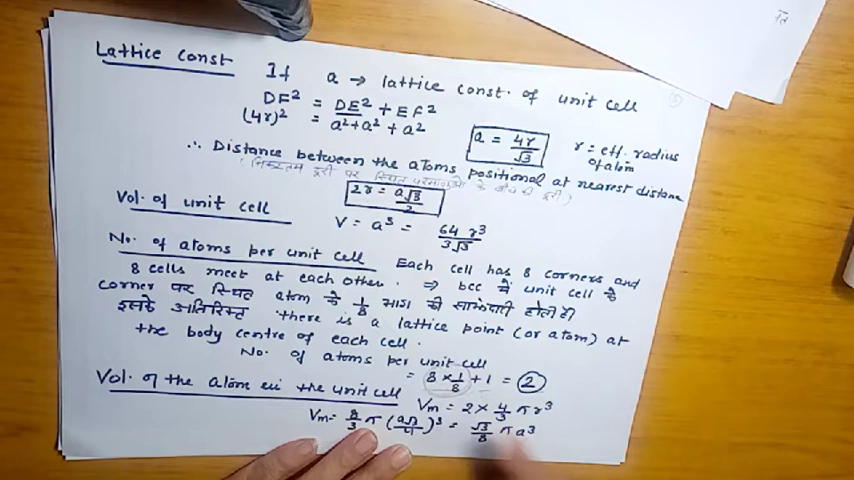 Lattice Const If a → lattice const. of unit cell
DF² = DE² + EF²
(4r)² = a² + a² + a²
a = 4r/√3 r = eff. radius of atom
∴ Distance between the atoms positional at nearest distance
(निकटतम दूरी पर स्थित परमाणुओं के बीच की दूरी)
2r = a√3/2
Vol. of unit cell V = a³ = 64 r³/3√3
No. of atoms per unit cell Each cell has 8 corners and
8 cells meet at each other. ⇒ bcc में unit cell के
corner पर स्थित atom के 1/8 भाग की साझेदारी होती है।
इसके अतिरिक्त there is a lattice point (or atom) at
the body centre of each cell.
No. of atoms per unit cell
= 8 × 1/8 + 1 = 2
Vol. of the atom in the unit cell Vm = 2 × 4/3 π r³
Vm = 8/3 π (a√3/4)³ = √3/8 π a³